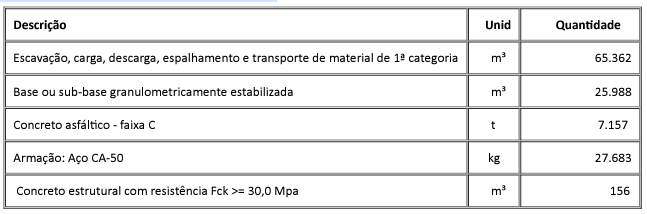 Descrição Unid Quantidade
Escavação, carga, descarga, espalhamento e transporte de material de 1ª categoria m³ 65.362
Base ou sub-base granulometricamente estabilizada m³ 25.988
Concreto asfáltico - faixa C t 7.157
Armação: Aço CA-50 kg 27.683
Concreto estrutural com resistência Fck >= 30,0 Mpa m³ 156